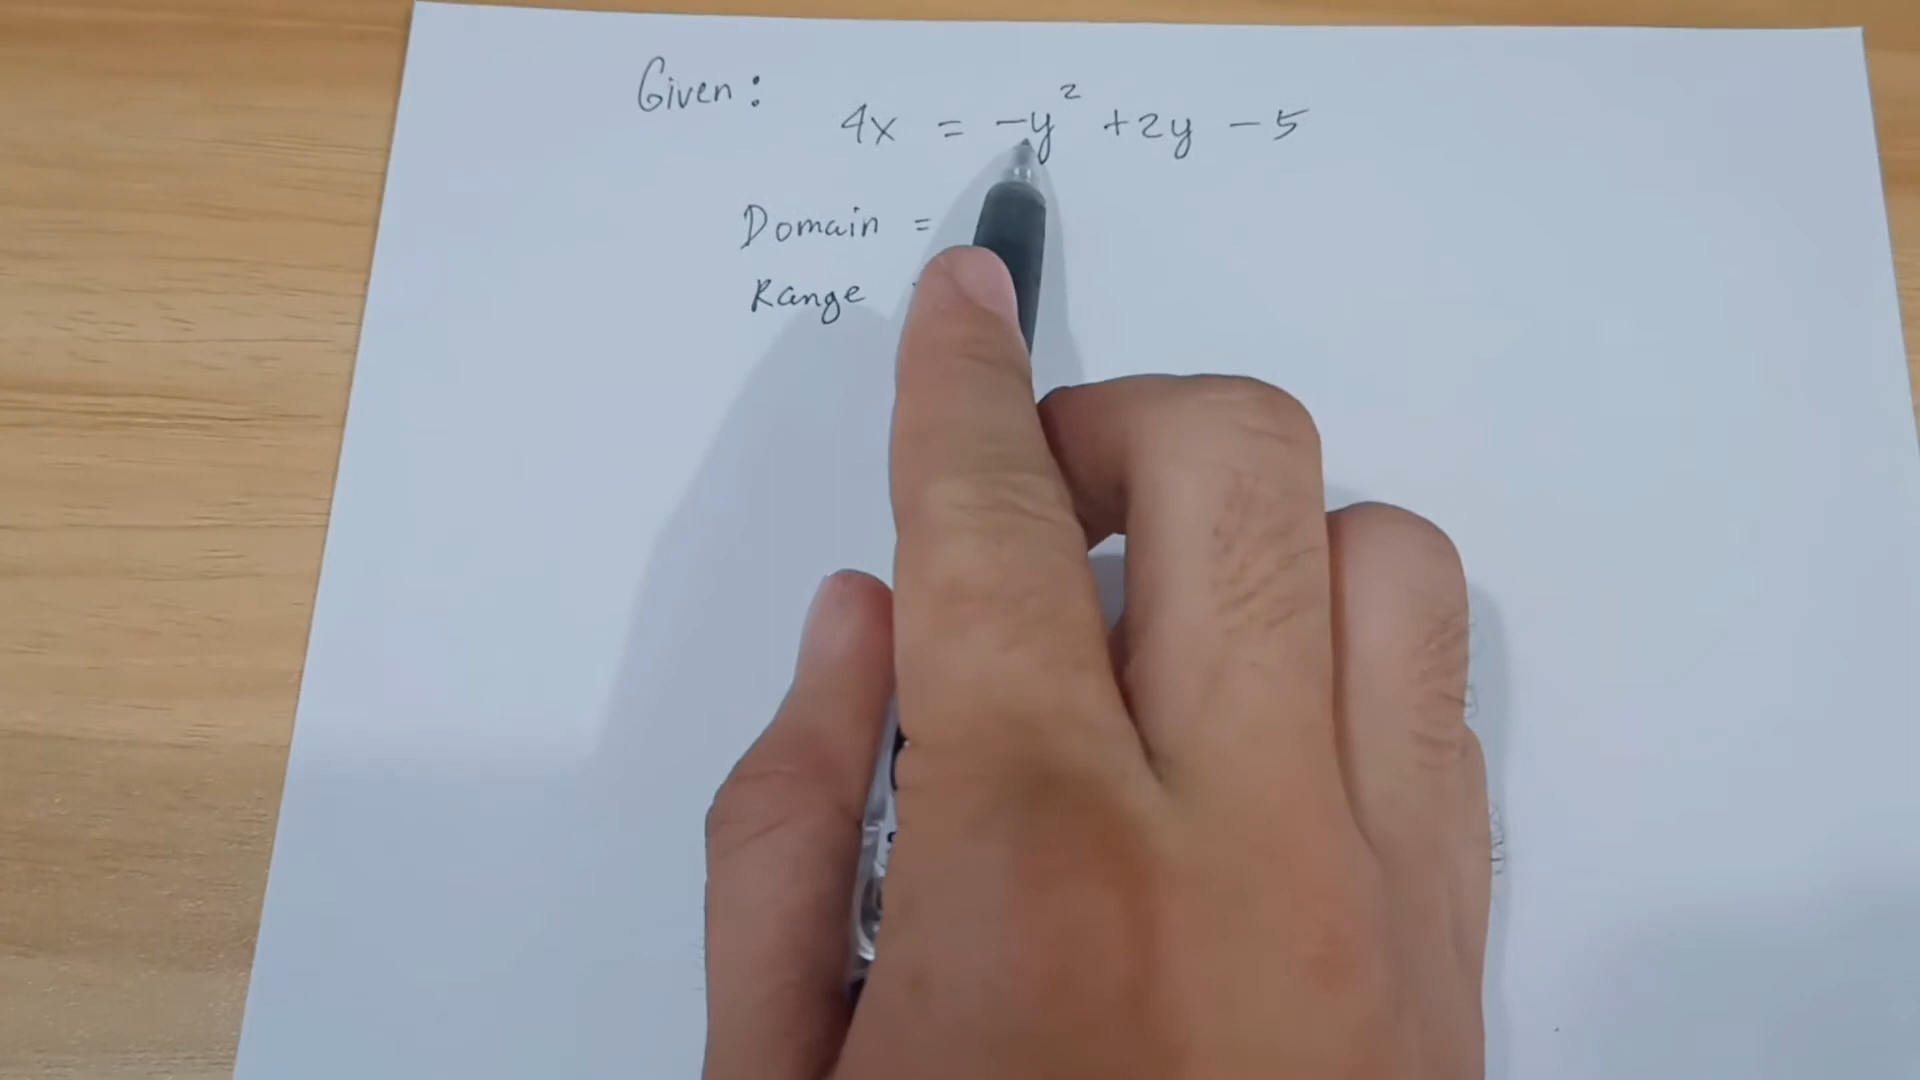 Given:
4x = -y² +2y - 5
Domain =
Range